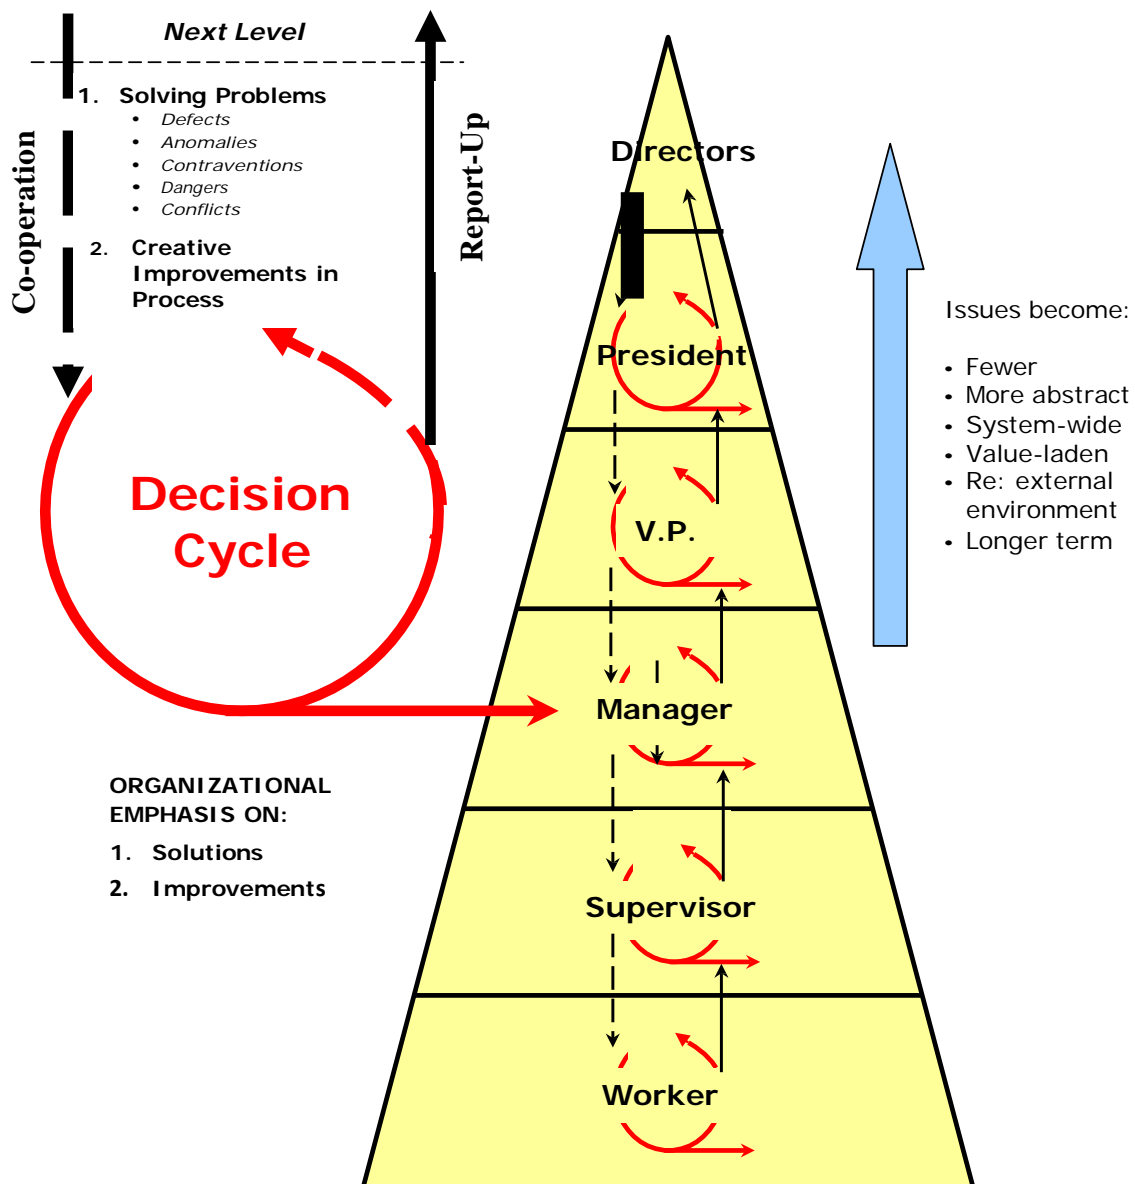 Next Level
Co-operation
1. Solving Problems
• Defects
• Anomalies
• Contraventions
• Dangers
• Conflicts
2. Creative
Improvements in
Process
Report-Up
Decision
Cycle
ORGANIZATIONAL
EMPHASIS ON:
1. Solutions
2. Improvements
Directors
President
V.P.
Manager
Supervisor
Worker
Issues become:
• Fewer
• More abstract
• System-wide
• Value-laden
• Re: external
environment
• Longer term